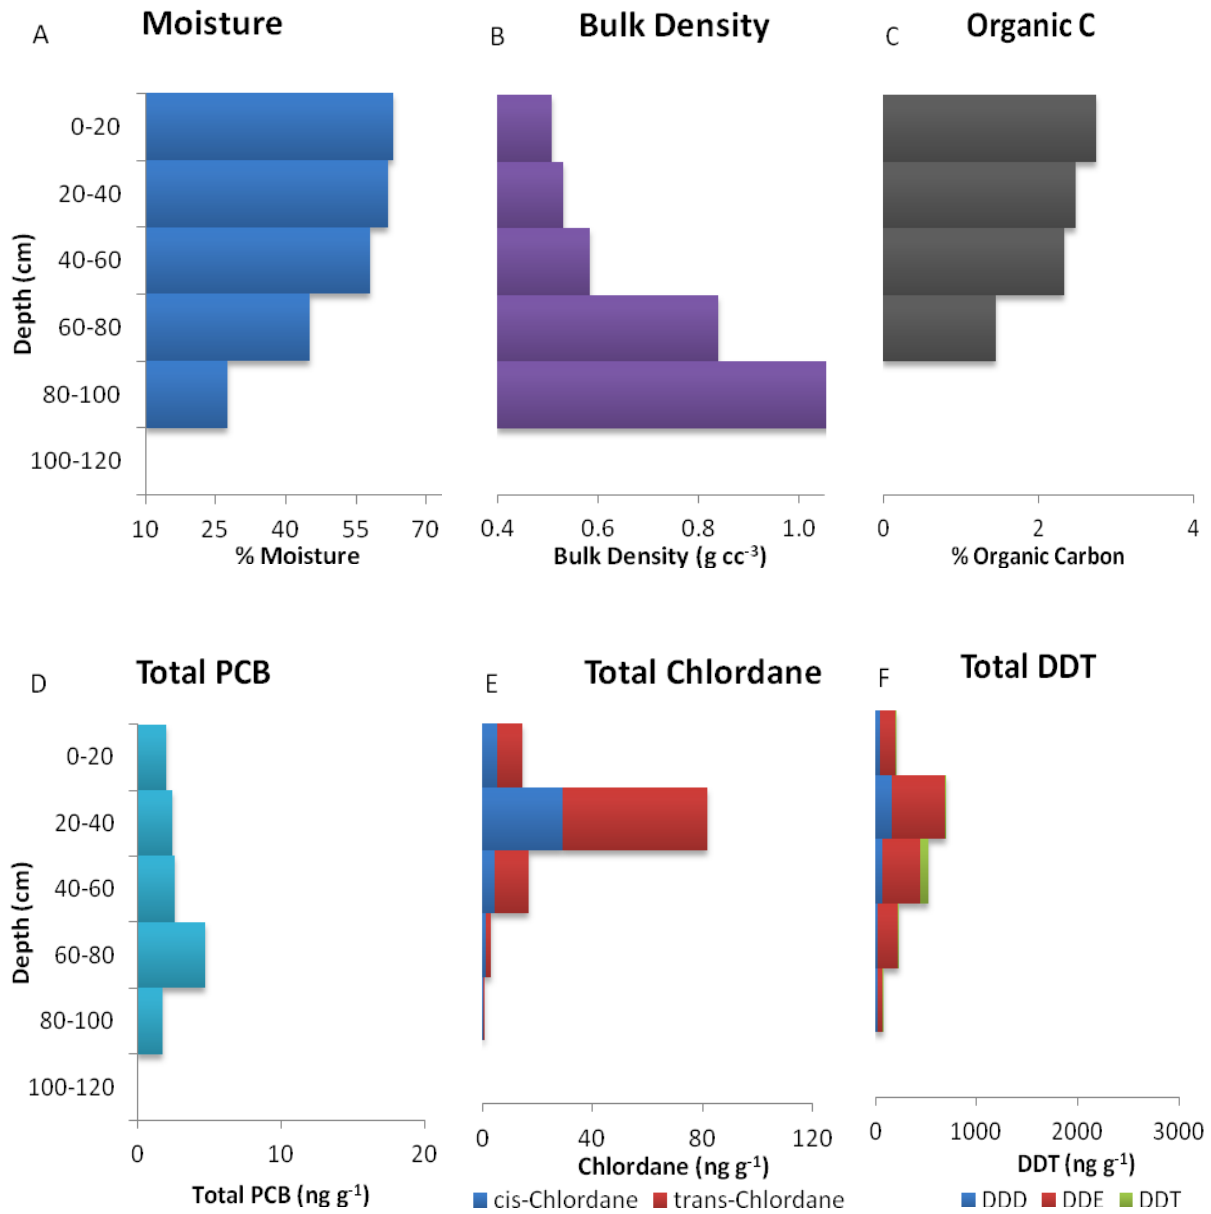 A Moisture
B Bulk Density
C Organic C
Depth (cm)
0-20
20-40
40-60
60-80
80-100
100-120
10 25 40 55 70
% Moisture
0.4 0.6 0.8 1.0
Bulk Density (g cc-3)
0 2 4
% Organic Carbon
D Total PCB
E Total Chlordane
F Total DDT
Depth (cm)
0-20
20-40
40-60
60-80
80-100
100-120
0 10 20
Total PCB (ng g-1)
0 40 80 120
Chlordane (ng g-1)
cis-Chlordane trans-Chlordane
0 1000 2000 3000
DDT (ng g-1)
DDD DDE DDT